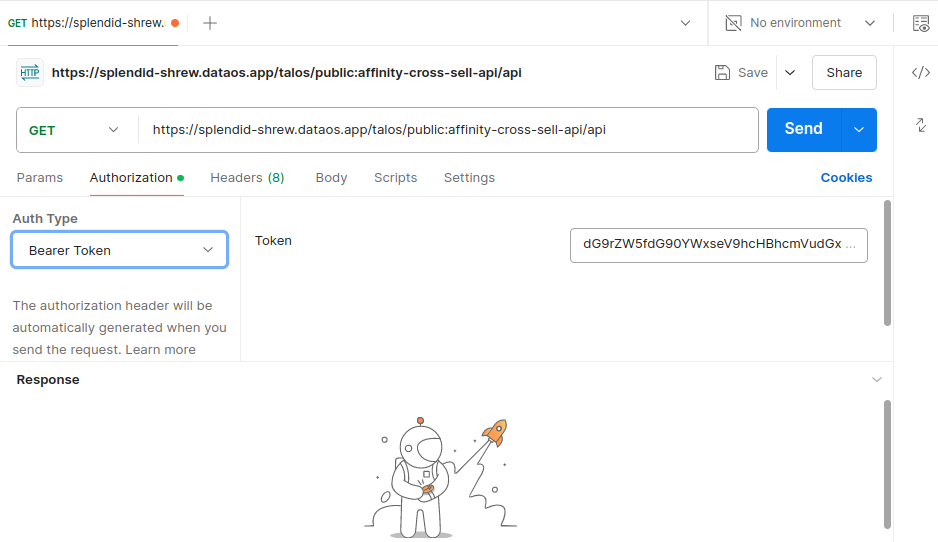 GET https://splendid-shrew.
No environment
HTTP
https://splendid-shrew.dataos.app/talos/public:affinity-cross-sell-api/api
Save
Share
GET
https://splendid-shrew.dataos.app/talos/public:affinity-cross-sell-api/api
Send
Params Authorization Headers (8) Body Scripts Settings Cookies
Auth Type
Bearer Token
Token
dG9rZW5fdG90YWxseV9hcHBhcmVudGx ...
The authorization header will be
automatically generated when you
send the request. Learn more
Response